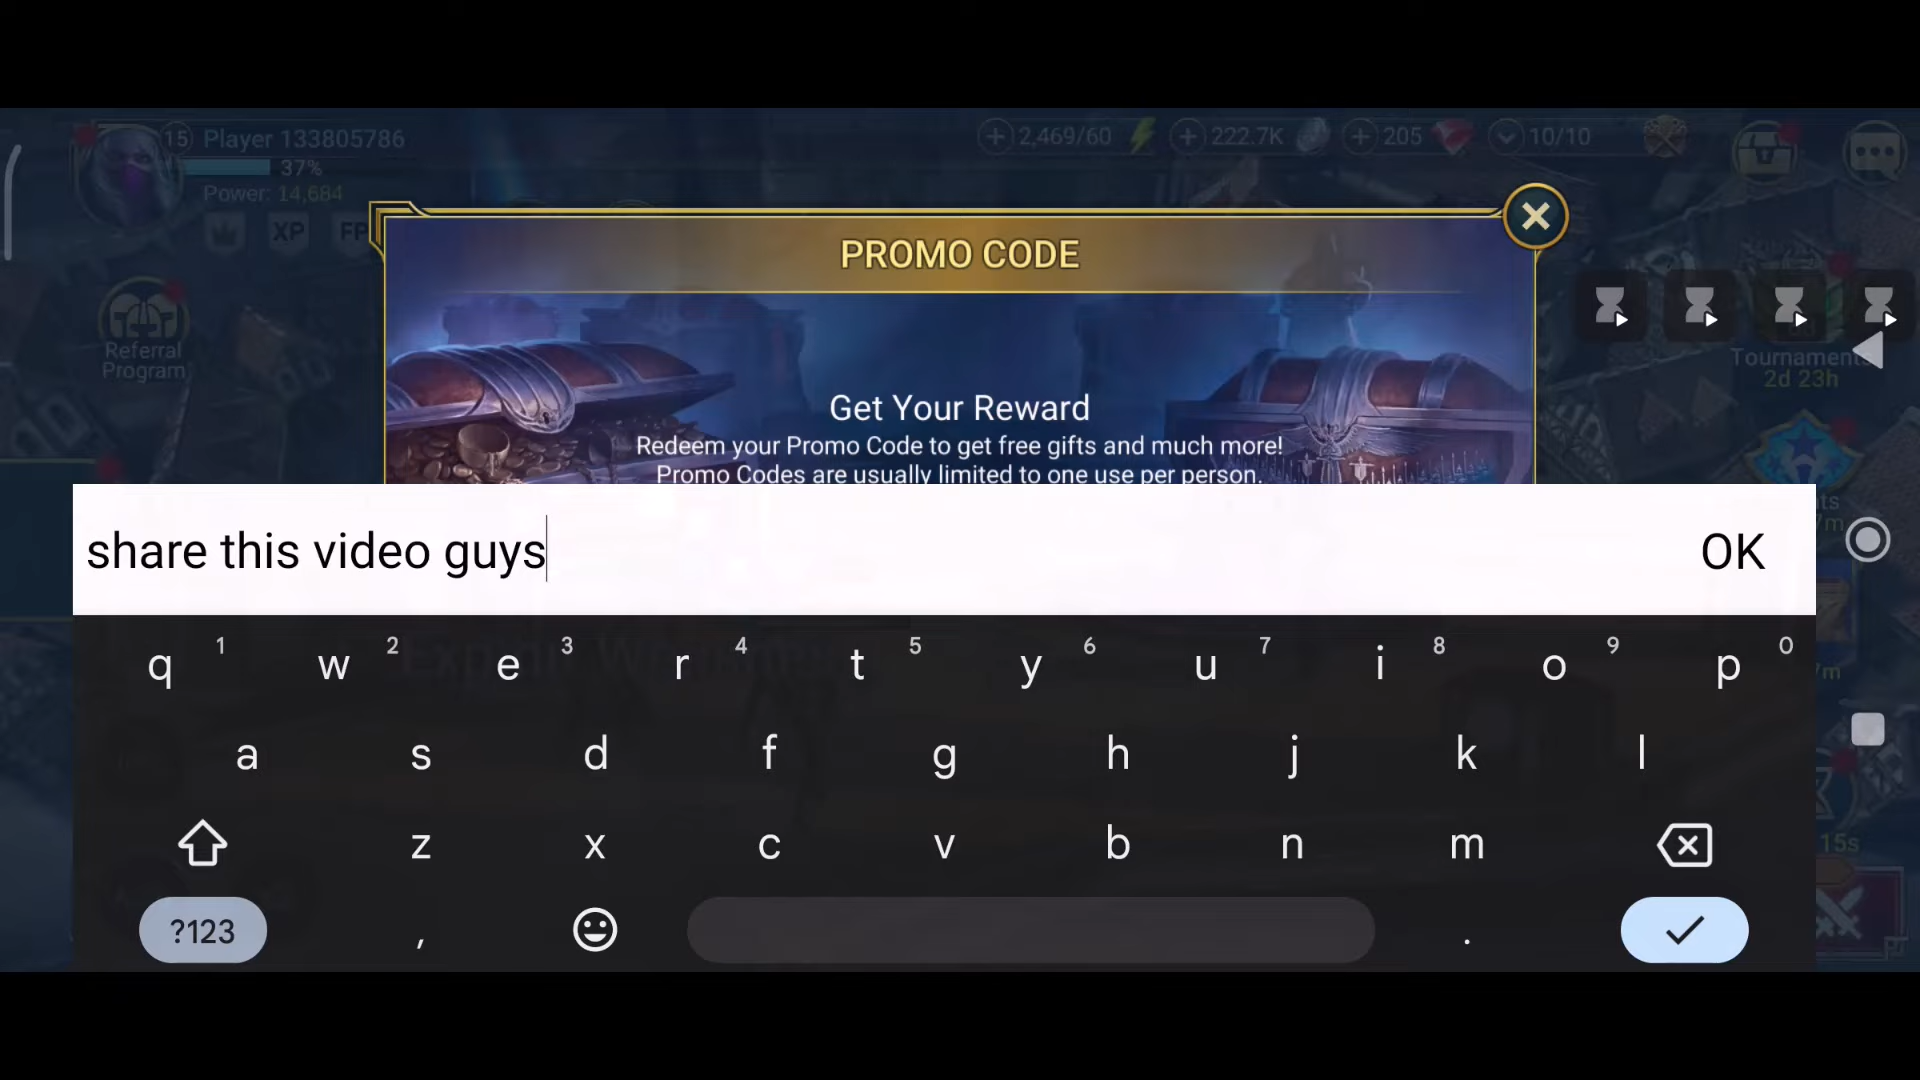 15 Player 133805786
37%
Power: 14,684
XP FP
2,469/60 222.7K 205 10/10
PROMO CODE
Referral
Program
Tournaments
2d 23h
Get Your Reward
Redeem your Promo Code to get free gifts and much more!
Promo Codes are usually limited to one use per person.
share this video guys OK
q 1 w 2 e 3 r 4 t 5 y 6 u 7 i 8 o 9 p 0
a s d f g h j k l
z x c v b n m
15s
?123 , .